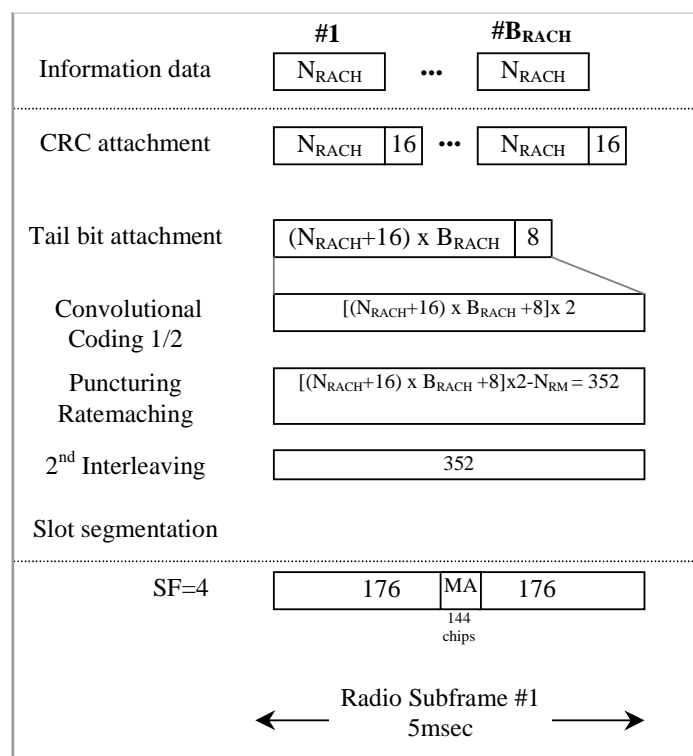 #1 #B_RACH
Information data N_RACH ... N_RACH
CRC attachment N_RACH 16 ... N_RACH 16
Tail bit attachment (N_RACH+16) x B_RACH 8
Convolutional
Coding 1/2
[(N_RACH+16) x B_RACH +8]x 2
Puncturing
Ratemaching
[(N_RACH+16) x B_RACH +8]x2-N_RM = 352
2nd Interleaving 352
Slot segmentation
SF=4 176 MA 176
144
chips
Radio Subframe #1
5msec